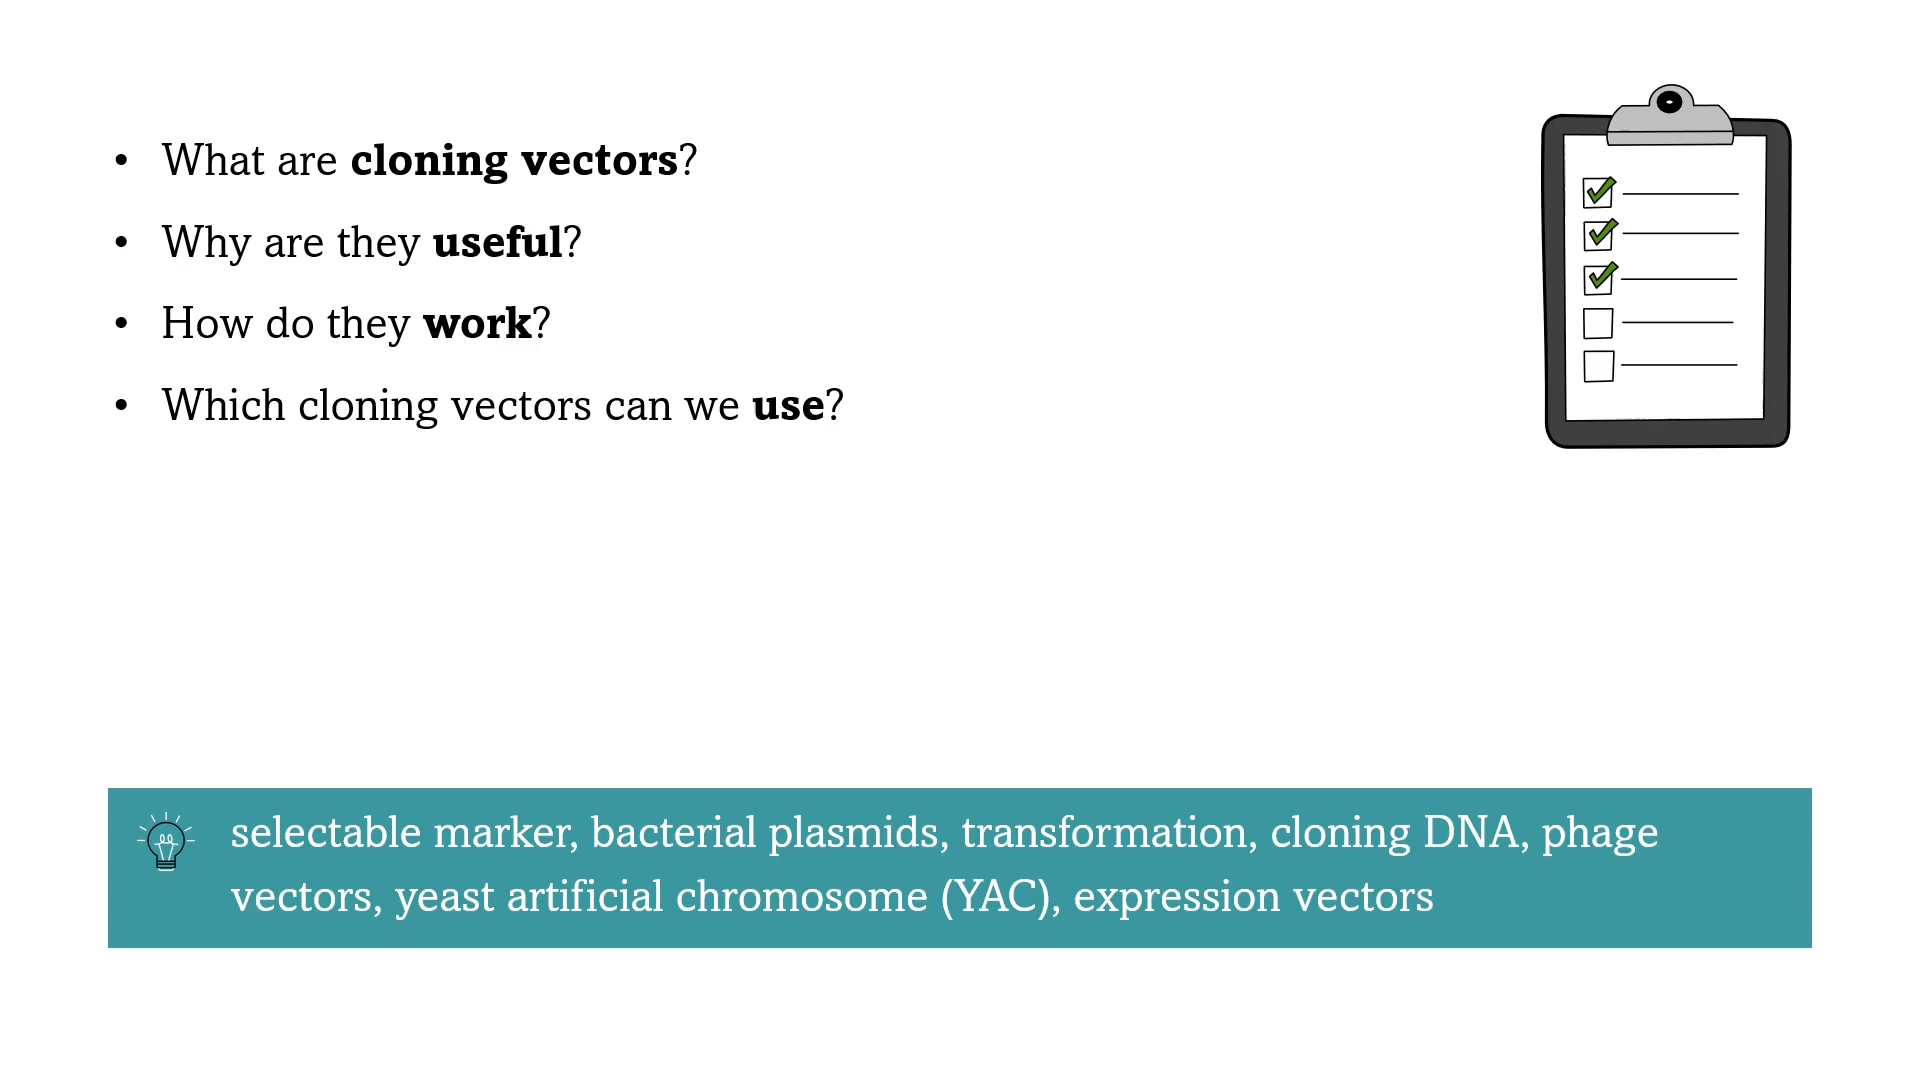 • What are cloning vectors?
• Why are they useful?
• How do they work?
• Which cloning vectors can we use?
selectable marker, bacterial plasmids, transformation, cloning DNA, phage
vectors, yeast artificial chromosome (YAC), expression vectors